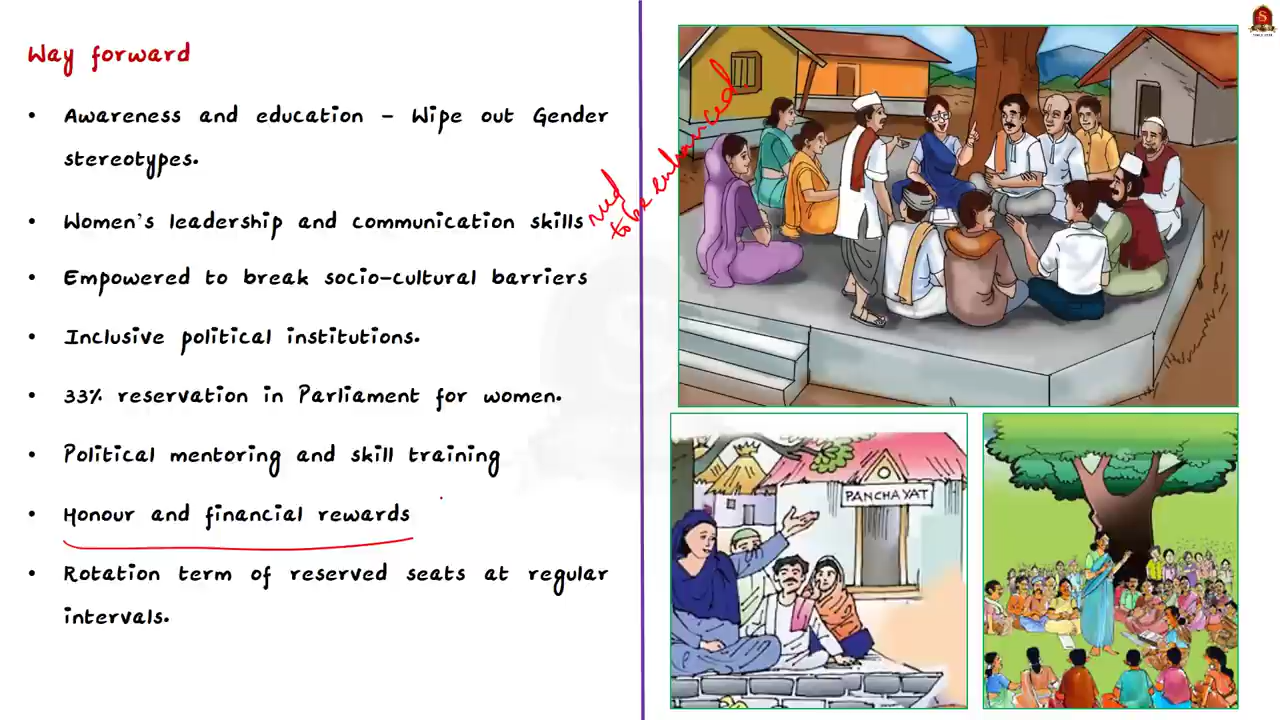 Way forward
• Awareness and education – Wipe out Gender
stereotypes.
• Women's leadership and communication skills
need
to be enhanced
• Empowered to break socio-cultural barriers
• Inclusive political institutions.
• 33% reservation in Parliament for women.
• Political mentoring and skill training
• Honour and financial rewards
• Rotation term of reserved seats at regular
intervals.
PANCHAYAT